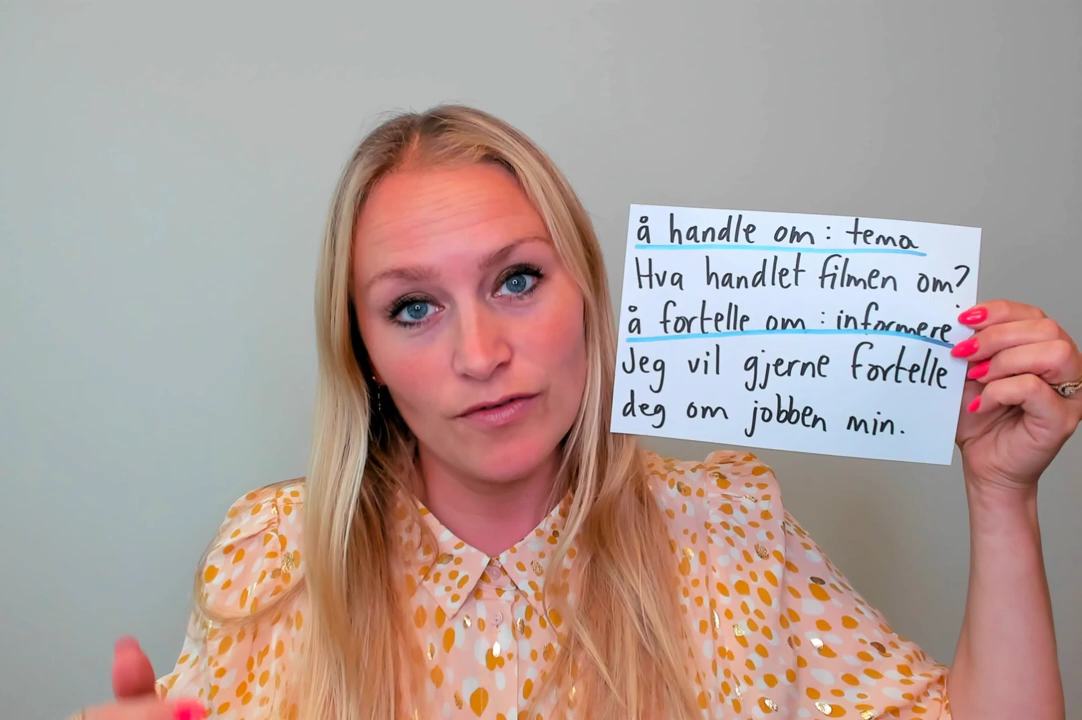 å handle om : tema
Hva handlet filmen om?
å fortelle om : informere
Jeg vil gjerne fortelle
deg om jobben min.